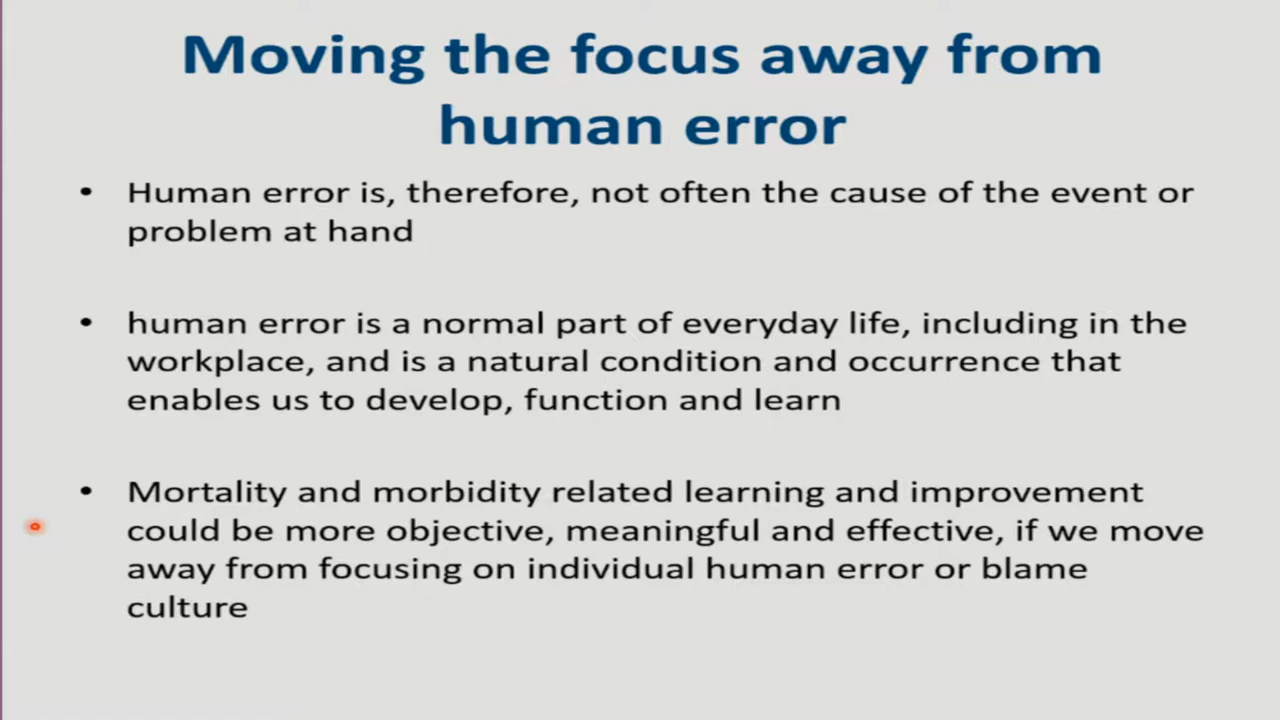 Moving the focus away from
human error
• Human error is, therefore, not often the cause of the event or
problem at hand
• human error is a normal part of everyday life, including in the
workplace, and is a natural condition and occurrence that
enables us to develop, function and learn
• Mortality and morbidity related learning and improvement
could be more objective, meaningful and effective, if we move
away from focusing on individual human error or blame
culture